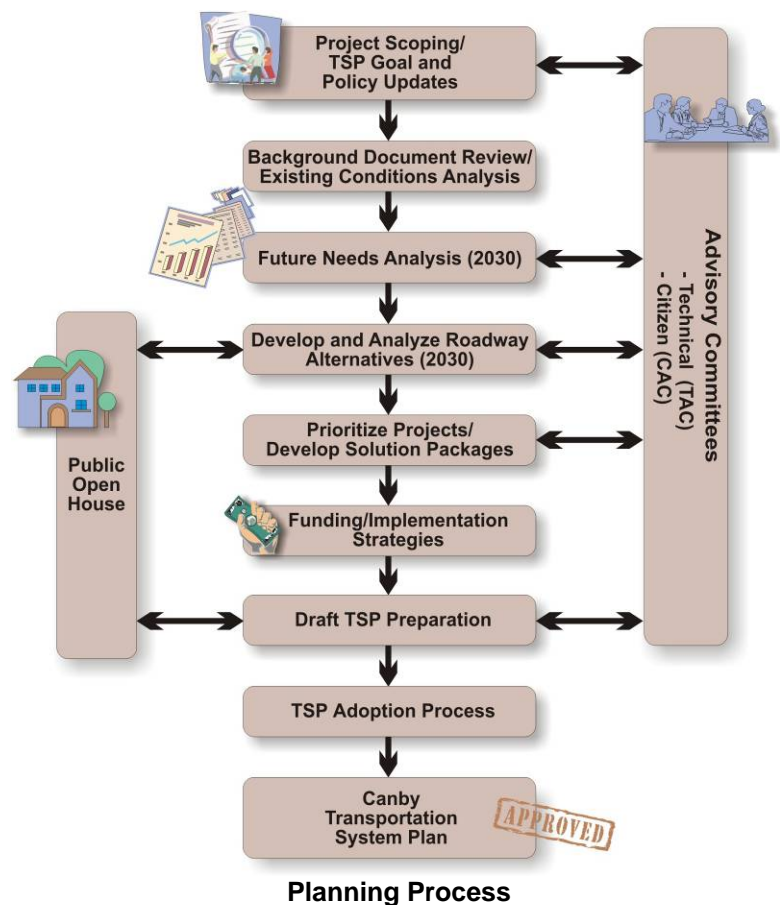 Project Scoping/
TSP Goal and
Policy Updates
Background Document Review/
Existing Conditions Analysis
Future Needs Analysis (2030)
Develop and Analyze Roadway
Alternatives (2030)
Prioritize Projects/
Develop Solution Packages
Funding/Implementation
Strategies
Draft TSP Preparation
TSP Adoption Process
Canby
Transportation
System Plan
APPROVED
Public
Open
House
Advisory Committees
- Technical (TAC)
- Citizen (CAC)
Planning Process